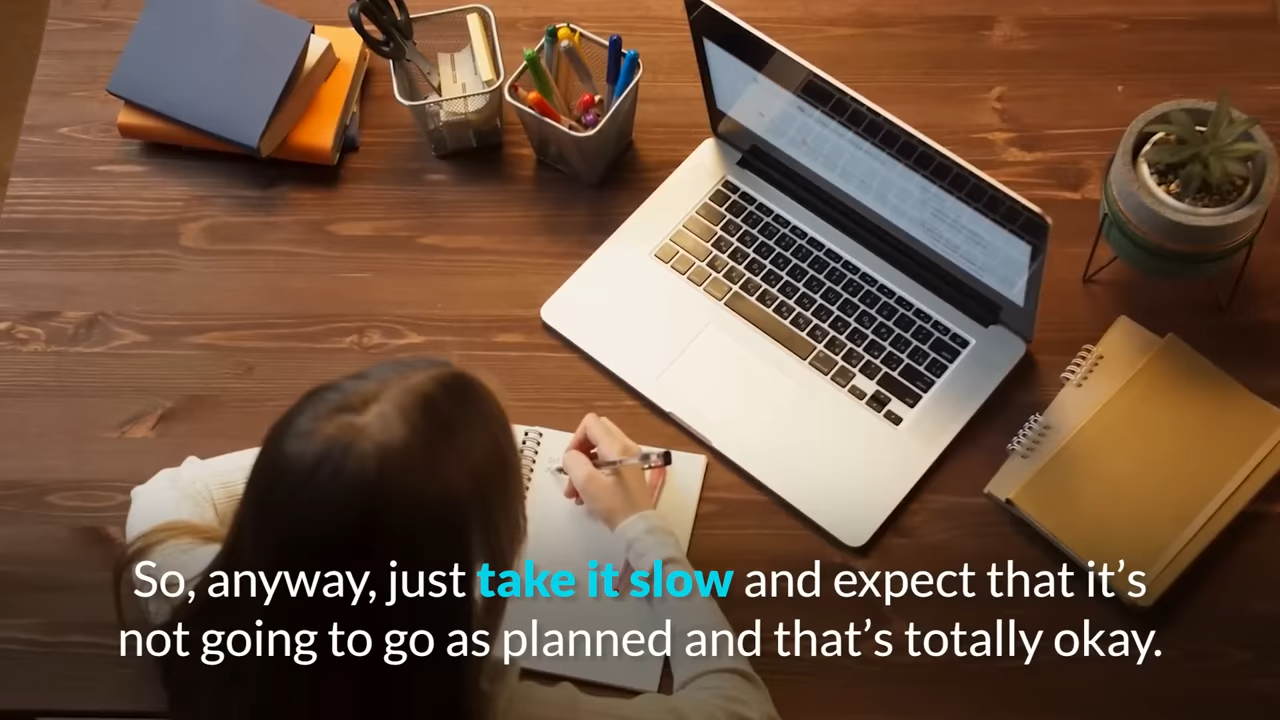 So, anyway, just take it slow and expect that it’s
not going to go as planned and that’s totally okay.